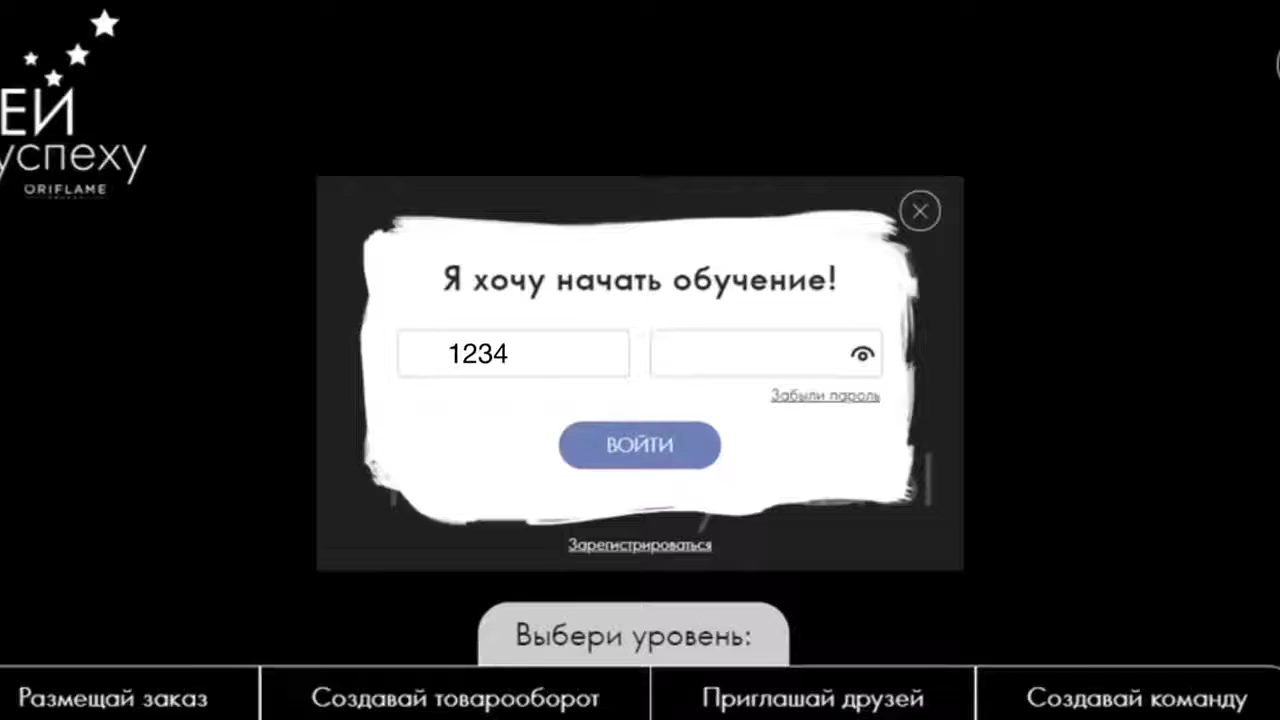 ЕЙ
успеху
ORIFLAME
Я хочу начать обучение!
1234
Забыли пароль
ВОЙТИ
Зарегистрироваться
Выбери уровень:
Размещай заказ
Создавай товарооборот
Приглашай друзей
Создавай команду